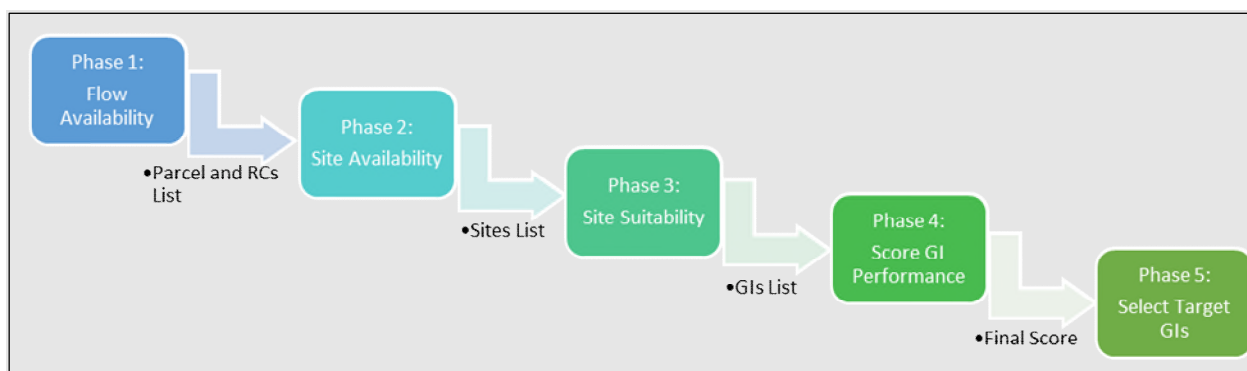 Phase 1:
Flow
Availability
•Parcel and RCs
List
Phase 2:
Site Availability
•Sites List
Phase 3:
Site Suitability
•GIs List
Phase 4:
Score GI
Performance
•Final Score
Phase 5:
Select Target
GIs